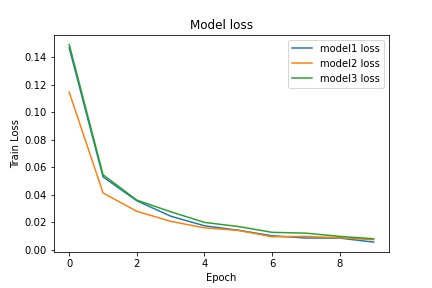 Model loss
model1 loss
model2 loss
model3 loss
Train Loss
0.14
0.12
0.10
0.08
0.06
0.04
0.02
0.00
0 2 4 6 8
Epoch